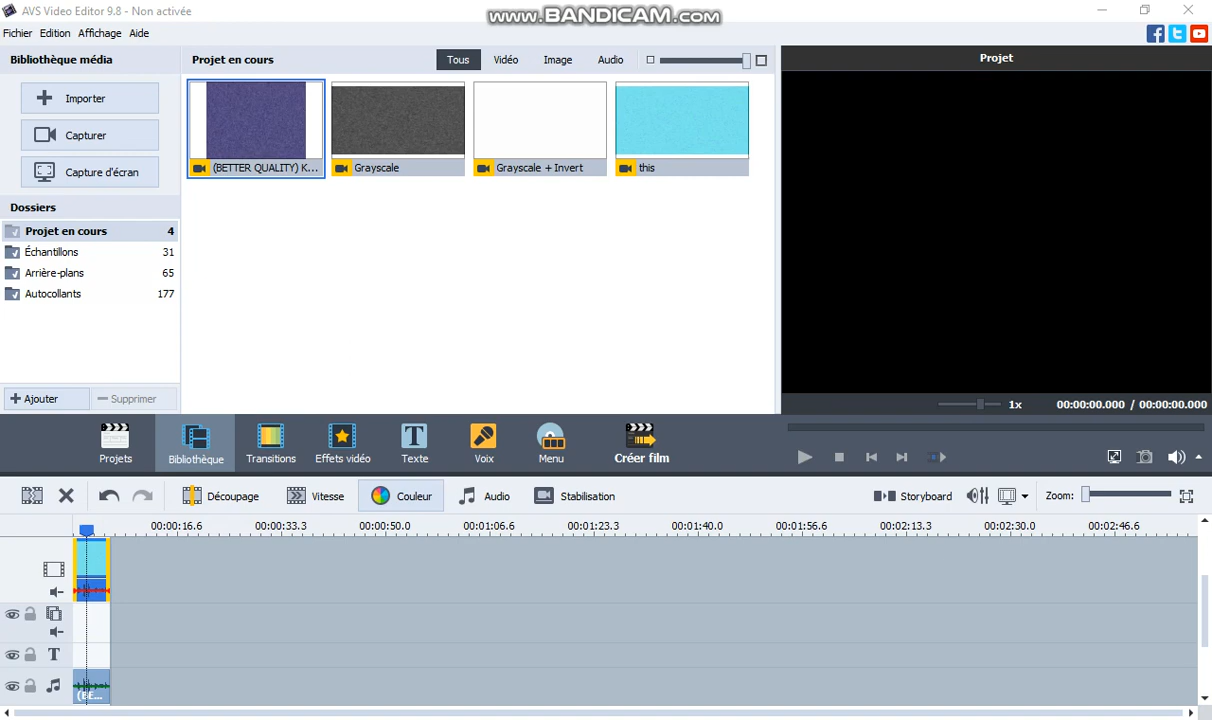 AVS Video Editor 9.8 - Non activée
www.BANDICAM.com
Fichier Edition Affichage Aide
Bibliothèque média
Projet en cours
Tous Vidéo Image Audio
Projet
Importer
Capturer
Capture d'écran
(BETTER QUALITY) K...
Grayscale
Grayscale + Invert
this
Dossiers
Projet en cours 4
Échantillons 31
Arrière-plans 65
Autocollants 177
Ajouter Supprimer
1x 00:00:00.000 / 00:00:00.000
Projets Bibliothèque Transitions Effets vidéo Texte Voix Menu Créer film
Découpage Vitesse Couleur Audio Stabilisation Storyboard Zoom:
00:00:16.6 00:00:33.3 00:00:50.0 00:01:06.6 00:01:23.3 00:01:40.0 00:01:56.6 00:02:13.3 00:02:30.0 00:02:46.6
T
(BE...